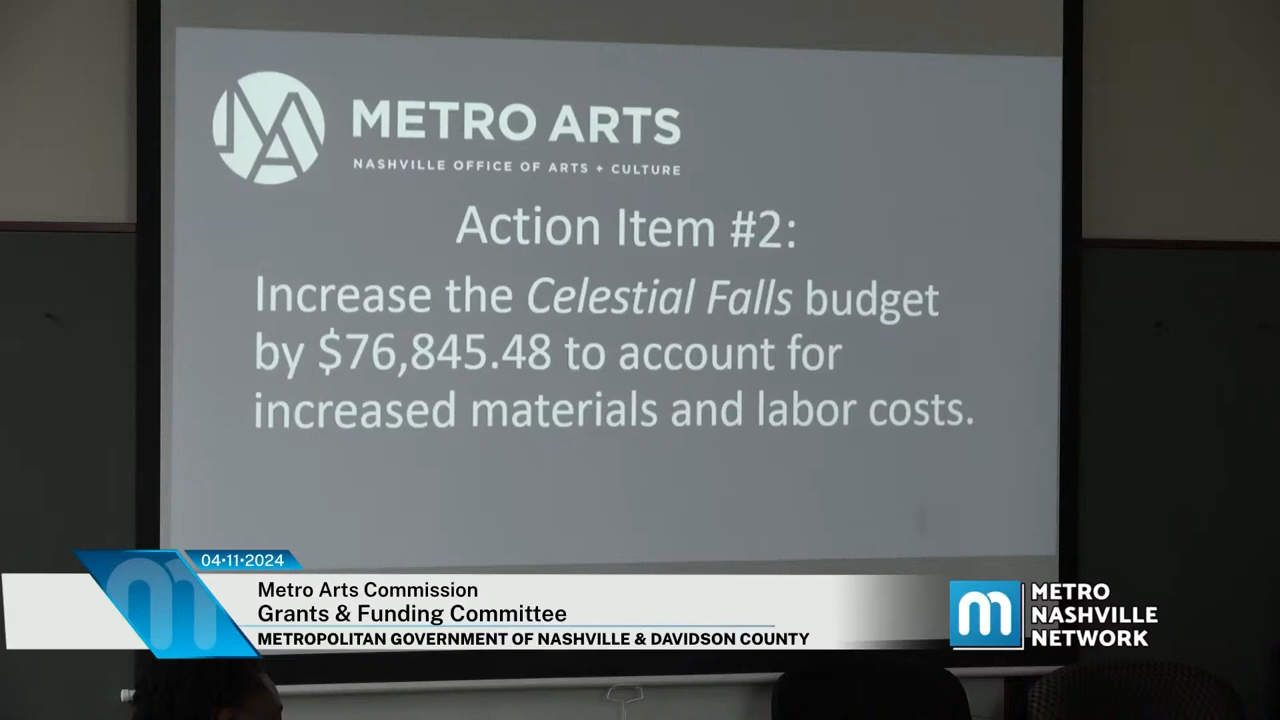 MA
METRO ARTS
NASHVILLE OFFICE OF ARTS + CULTURE
Action Item #2:
Increase the Celestial Falls budget
by $76,845.48 to account for
increased materials and labor costs.
04•11•2024
Metro Arts Commission
Grants & Funding Committee
METROPOLITAN GOVERNMENT OF NASHVILLE & DAVIDSON COUNTY
m
METRO
NASHVILLE
NETWORK